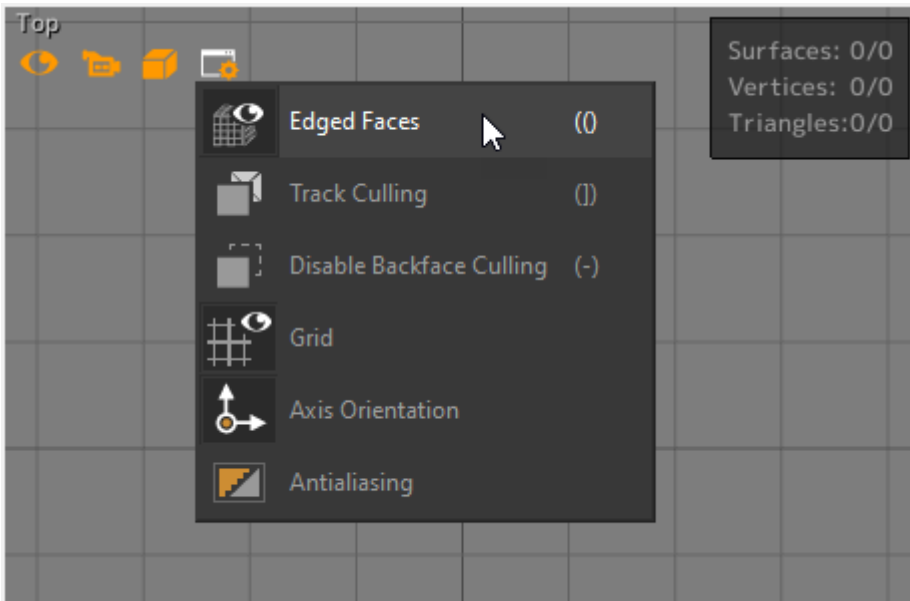 Top
Surfaces: 0/0
Vertices: 0/0
Triangles:0/0
Edged Faces (()
Track Culling (])
Disable Backface Culling (-)
Grid
Axis Orientation
Antialiasing